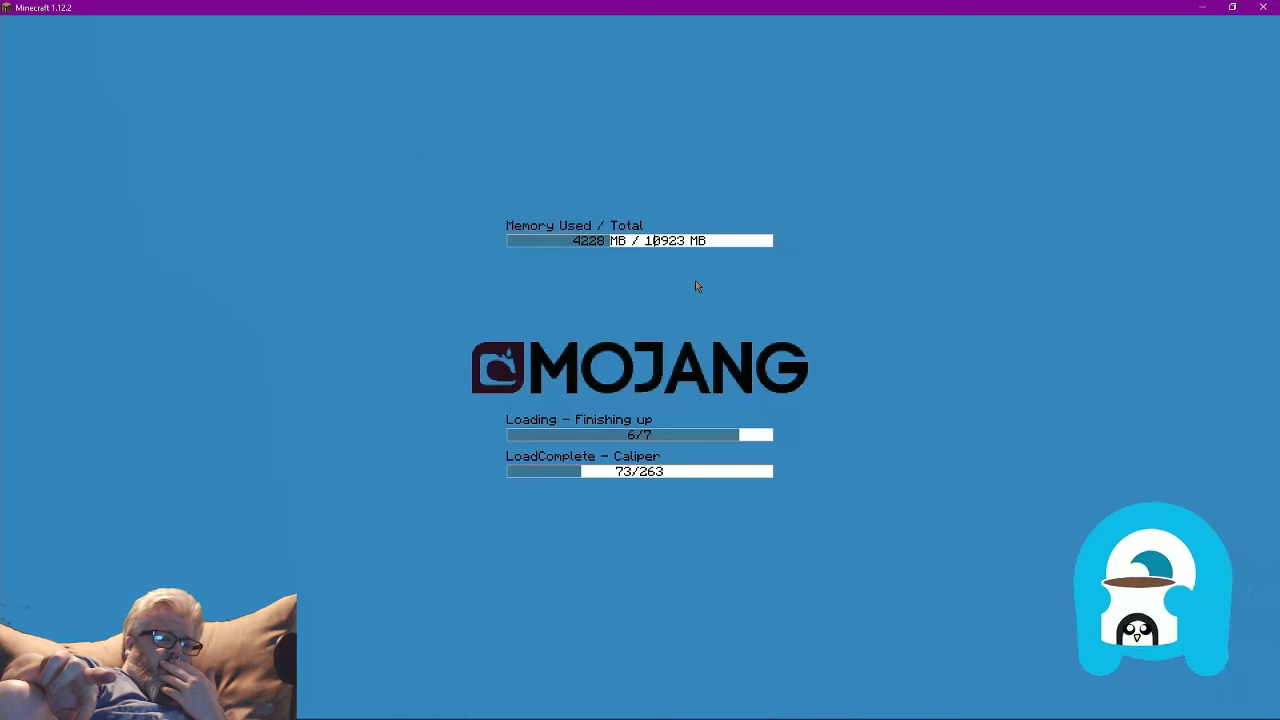 Minecraft 1.12.2
Memory Used / Total
4228 MB / 10923 MB
MOJANG
Loading - Finishing up
6/7
LoadComplete - Caliper
73/263